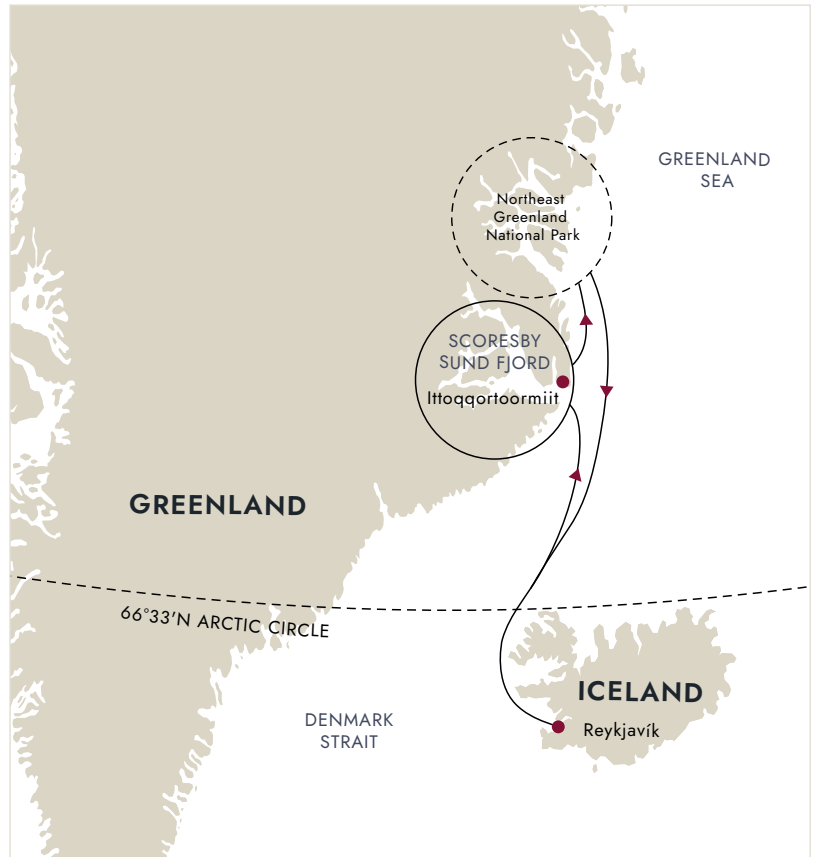 GREENLAND
SEA
Northeast
Greenland
National Park
SCORESBY
SUND FJORD
Ittoqqortoormiit
GREENLAND
66°33'N ARCTIC CIRCLE
ICELAND
Reykjavík
DENMARK
STRAIT